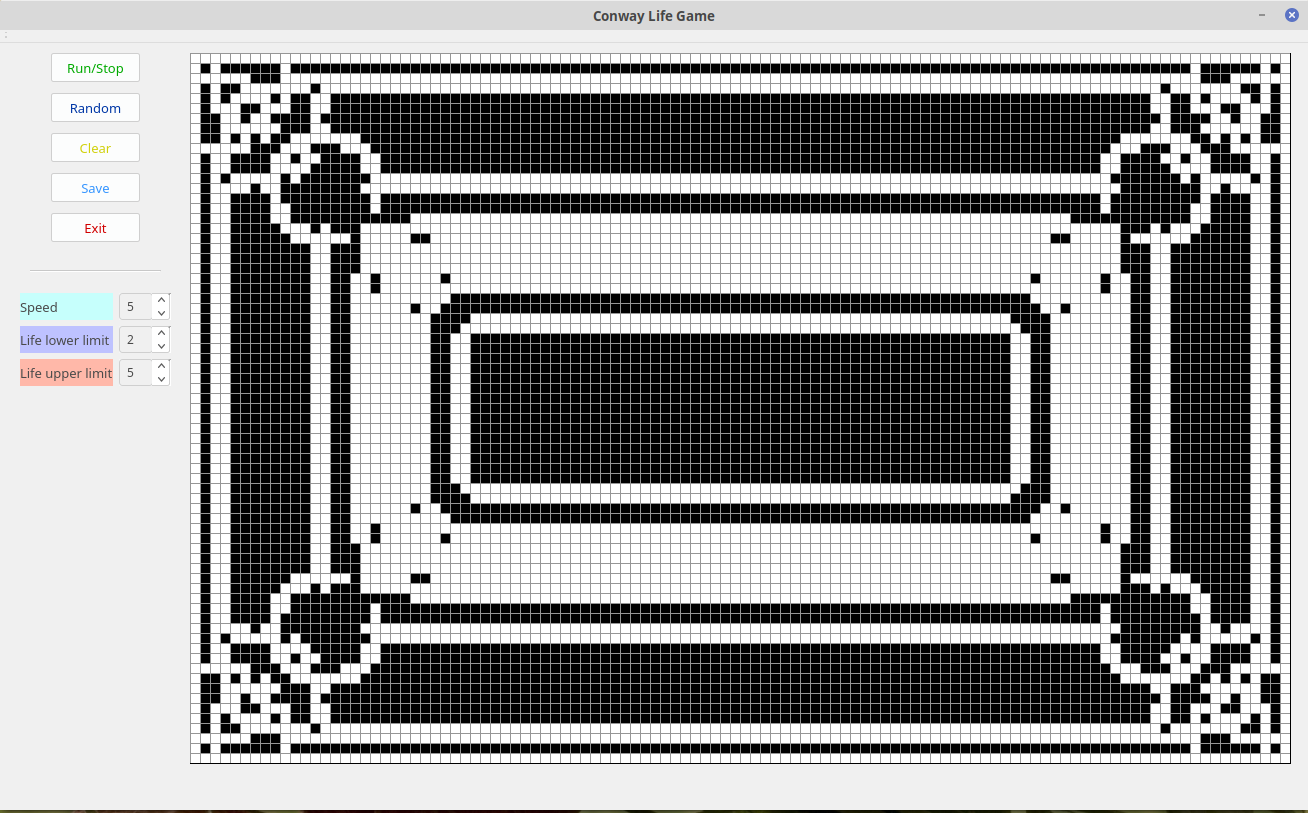 Conway Life Game
Run/Stop
Random
Clear
Save
Exit
Speed 5
Life lower limit 2
Life upper limit 5